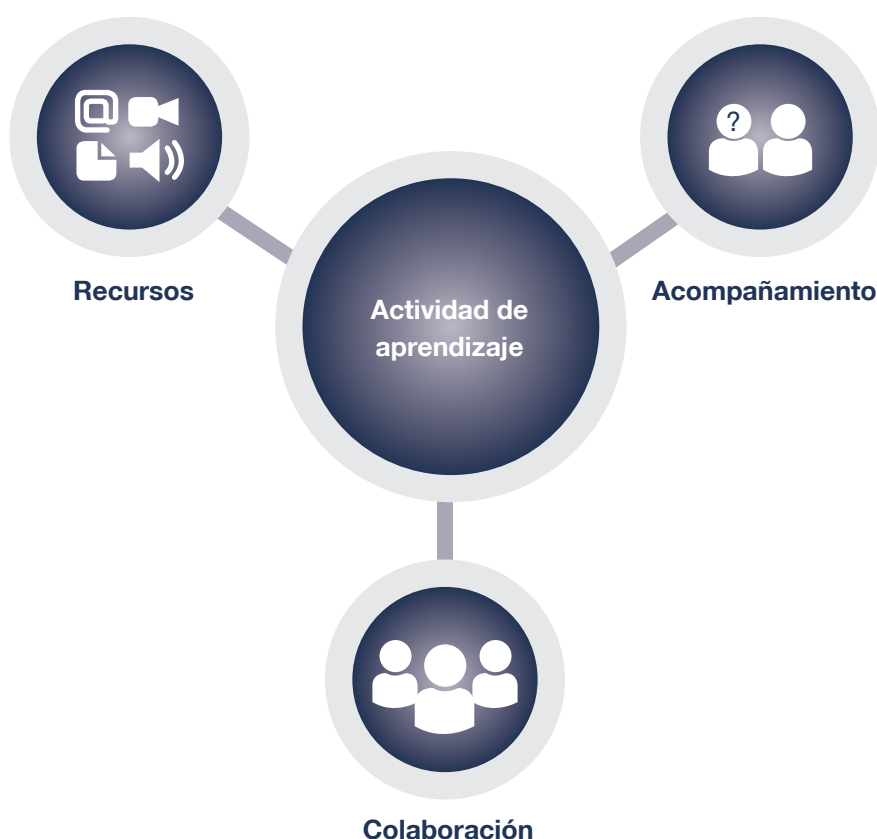 ?
Recursos
Acompañamiento
Actividad de
aprendizaje
Colaboración